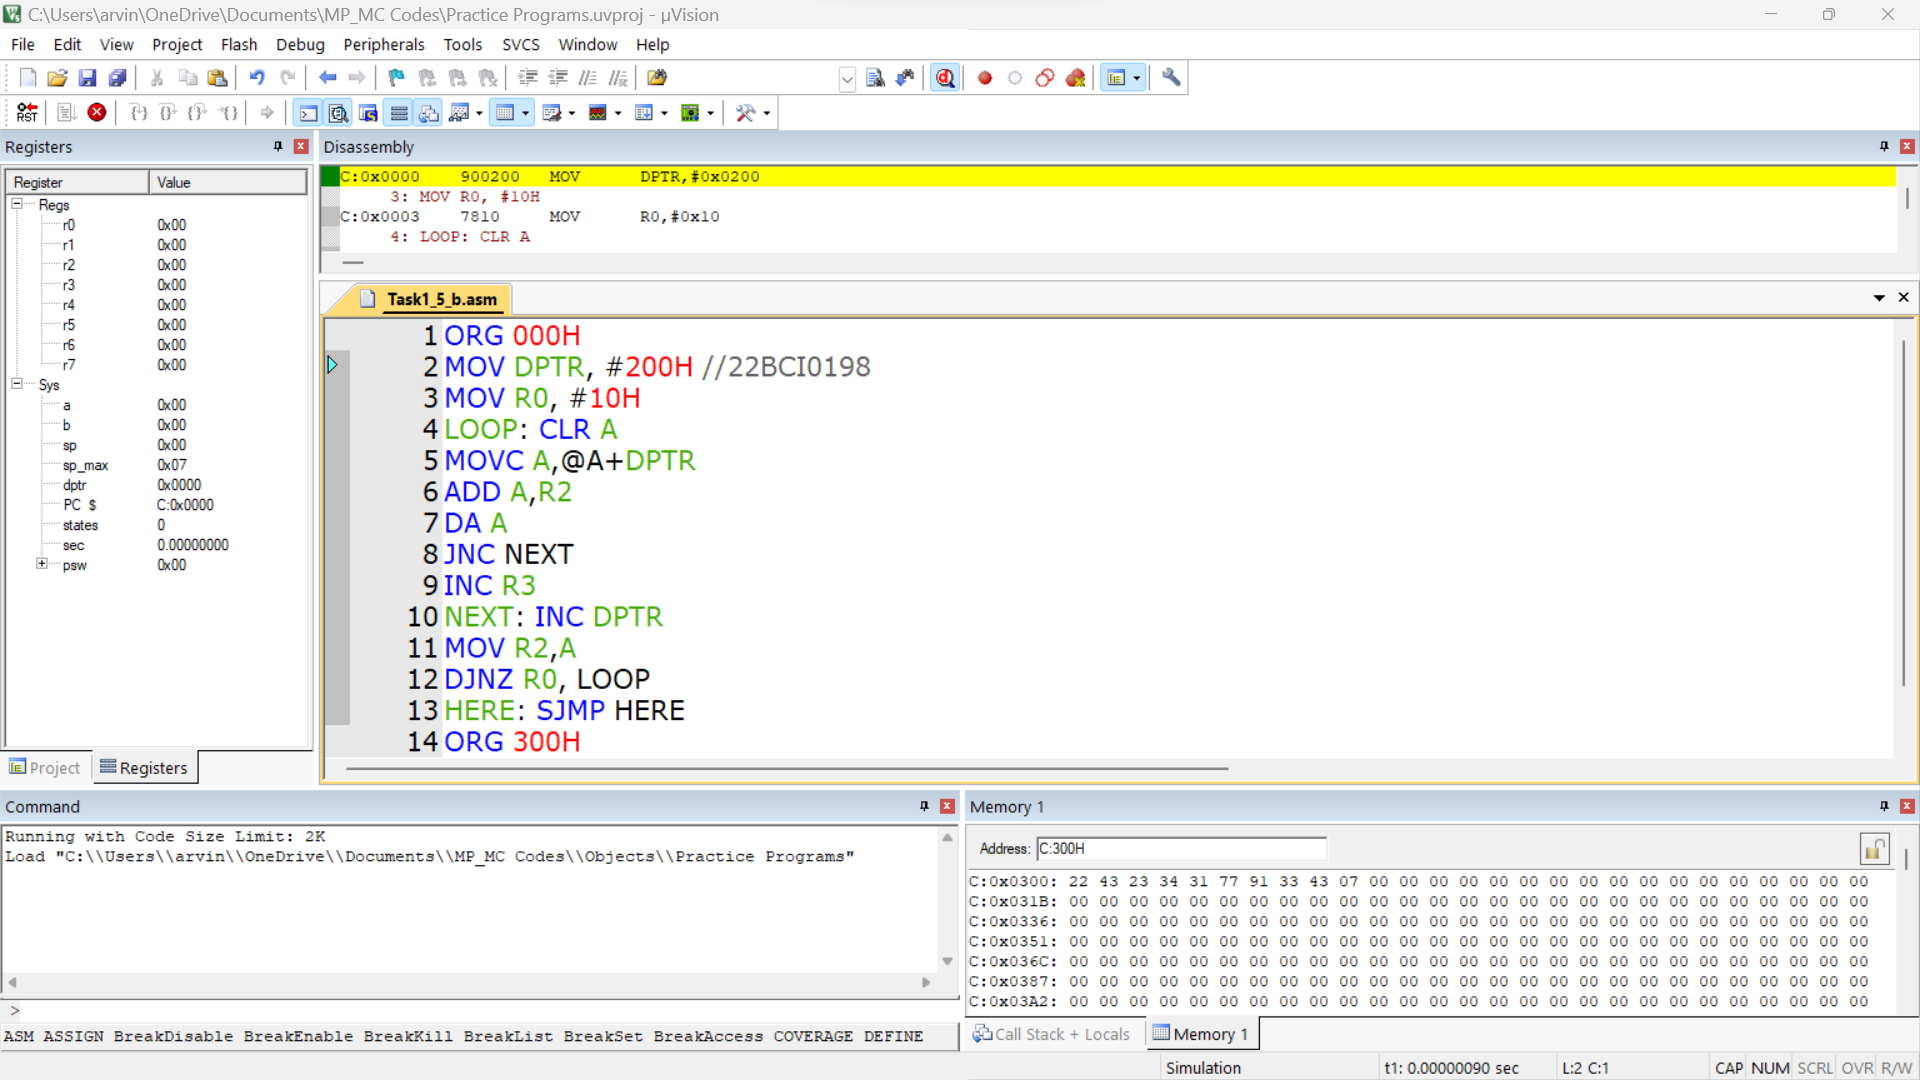 C:\Users\arvin\OneDrive\Documents\MP_MC Codes\Practice Programs.uvproj - µVision
File Edit View Project Flash Debug Peripherals Tools SVCS Window Help
RST
Registers
Register Value
Regs
r0 0x00
r1 0x00
r2 0x00
r3 0x00
r4 0x00
r5 0x00
r6 0x00
r7 0x00
Sys
a 0x00
b 0x00
sp 0x00
sp_max 0x07
dptr 0x0000
PC $ C:0x0000
states 0
sec 0.00000000
psw 0x00
Project Registers
Disassembly
C:0x0000 900200 MOV DPTR,#0x0200
3: MOV R0, #10H
C:0x0003 7810 MOV R0,#0x10
4: LOOP: CLR A
Task1_5_b.asm
1 ORG 000H
2 MOV DPTR, #200H //22BCI0198
3 MOV R0, #10H
4 LOOP: CLR A
5 MOVC A,@A+DPTR
6 ADD A,R2
7 DA A
8 JNC NEXT
9 INC R3
10 NEXT: INC DPTR
11 MOV R2,A
12 DJNZ R0, LOOP
13 HERE: SJMP HERE
14 ORG 300H
Command
Running with Code Size Limit: 2K
Load "C:\\Users\\arvin\\OneDrive\\Documents\\MP_MC Codes\\Objects\\Practice Programs"
>
ASM ASSIGN BreakDisable BreakEnable BreakKill BreakList BreakSet BreakAccess COVERAGE DEFINE
Memory 1
Address: C:300H
C:0x0300: 22 43 23 34 31 77 91 33 43 07 00 00 00 00 00 00 00 00 00 00 00 00 00 00 00 00 00
C:0x031B: 00 00 00 00 00 00 00 00 00 00 00 00 00 00 00 00 00 00 00 00 00 00 00 00 00 00 00
C:0x0336: 00 00 00 00 00 00 00 00 00 00 00 00 00 00 00 00 00 00 00 00 00 00 00 00 00 00 00
C:0x0351: 00 00 00 00 00 00 00 00 00 00 00 00 00 00 00 00 00 00 00 00 00 00 00 00 00 00 00
C:0x036C: 00 00 00 00 00 00 00 00 00 00 00 00 00 00 00 00 00 00 00 00 00 00 00 00 00 00 00
C:0x0387: 00 00 00 00 00 00 00 00 00 00 00 00 00 00 00 00 00 00 00 00 00 00 00 00 00 00 00
C:0x03A2: 00 00 00 00 00 00 00 00 00 00 00 00 00 00 00 00 00 00 00 00 00 00 00 00 00 00 00
Call Stack + Locals Memory 1
Simulation t1: 0.00000090 sec L:2 C:1 CAP NUM SCRL OVR R/W